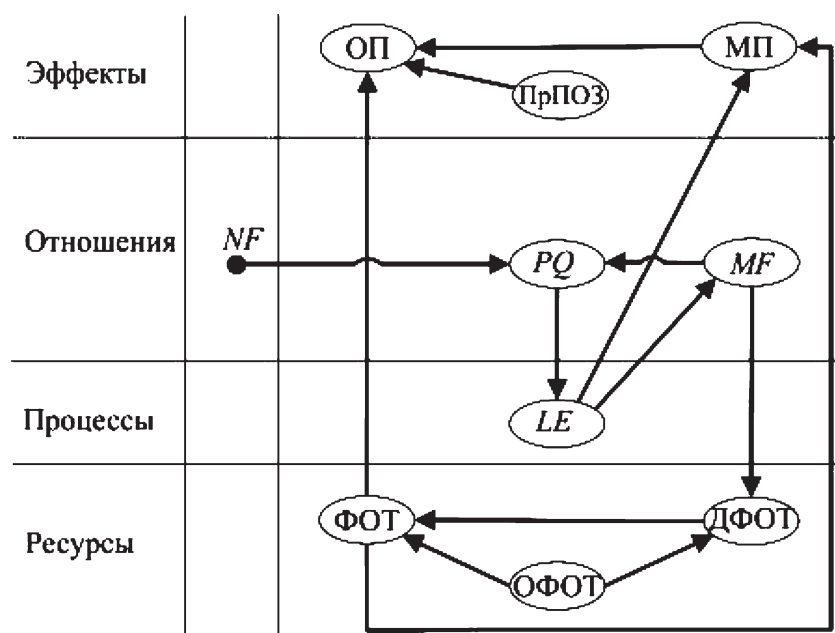 Эффекты
ОП
МП
ПрПОЗ
Отношения
NF
PQ
MF
Процессы
LE
Ресурсы
ФОТ
ДФОТ
ОФОТ